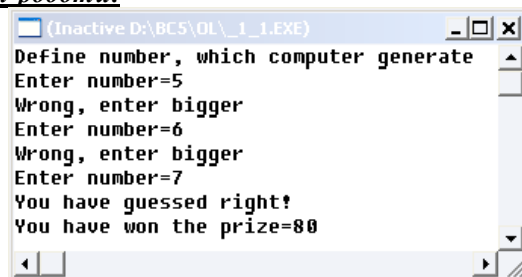 роботи:
(Inactive D:\BC5\OL\_1_1.EXE)
Define number, which computer generate
Enter number=5
Wrong, enter bigger
Enter number=6
Wrong, enter bigger
Enter number=7
You have guessed right!
You have won the prize=80